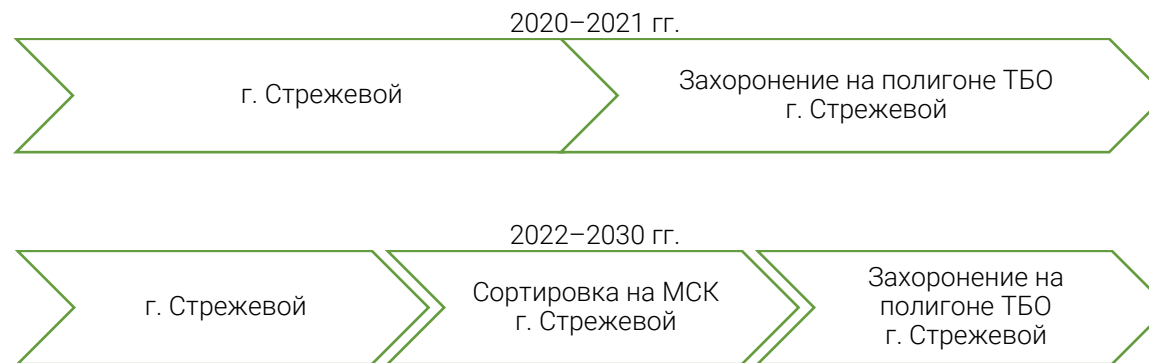 2020–2021 гг.
г. Стрежевой
Захоронение на полигоне ТБО
г. Стрежевой
2022–2030 гг.
г. Стрежевой
Сортировка на МСК
г. Стрежевой
Захоронение на
полигоне ТБО
г. Стрежевой